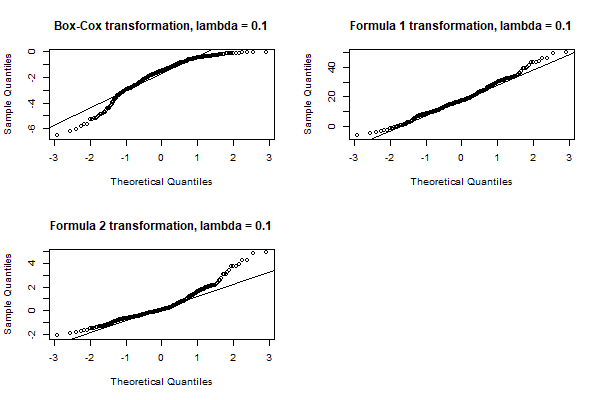 Box-Cox transformation, lambda = 0.1
Sample Quantiles
0
-2
-4
-6
-3 -2 -1 0 1 2 3
Theoretical Quantiles
Formula 1 transformation, lambda = 0.1
Sample Quantiles
40
20
0
-3 -2 -1 0 1 2 3
Theoretical Quantiles
Formula 2 transformation, lambda = 0.1
Sample Quantiles
4
2
0
-2
-3 -2 -1 0 1 2 3
Theoretical Quantiles